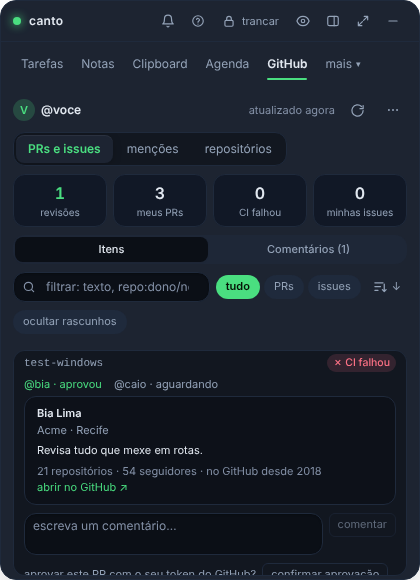 canto
trancar
Tarefas Notas Clipboard Agenda GitHub mais ▾
V @voce
atualizado agora
PRs e issues menções repositórios
1 3 0 0
revisões meus PRs CI falhou minhas issues
Itens Comentários (1)
filtrar: texto, repo:dono/n
tudo PRs issues
ocultar rascunhos
test-windows × CI falhou
@bia · aprovou @caio · aguardando
Bia Lima
Acme · Recife
Revisa tudo que mexe em rotas.
21 repositórios · 54 seguidores · no GitHub desde 2018
abrir no GitHub ↗
escreva um comentário... comentar
aprovar este PR com o seu token do GitHub? confirmar aprovação